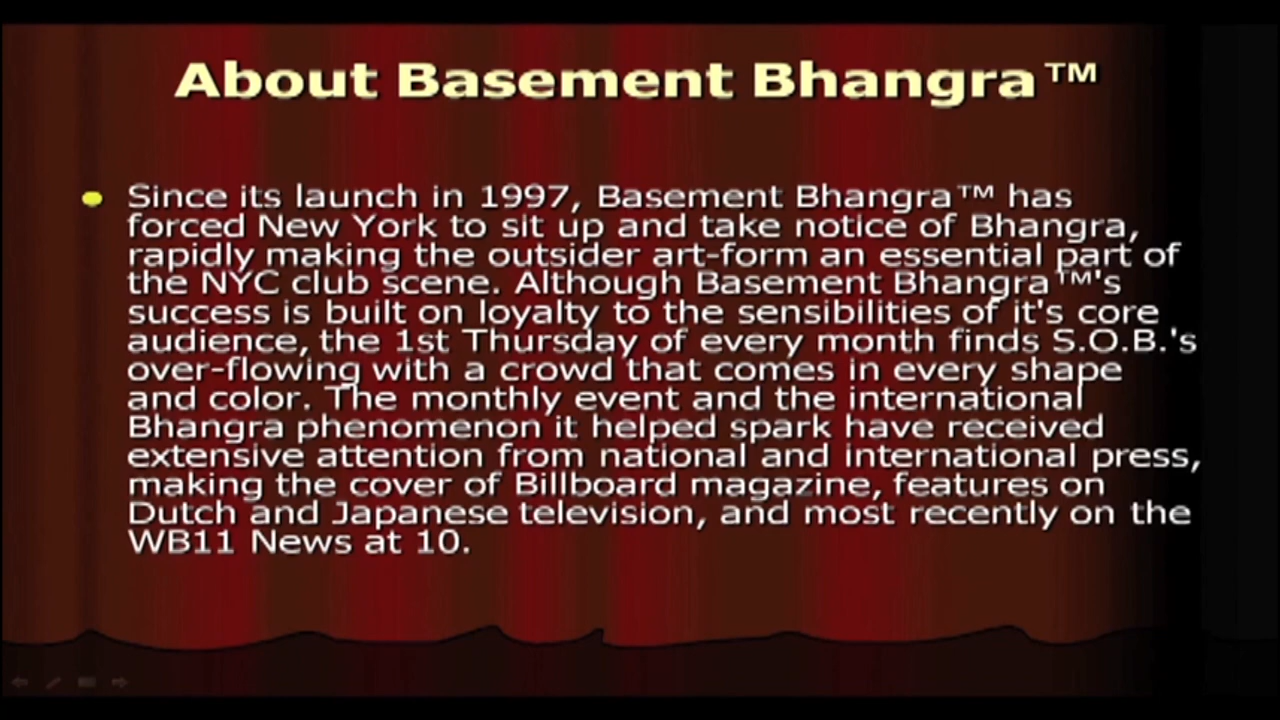 About Basement Bhangra™
Since its launch in 1997, Basement Bhangra™ has
forced New York to sit up and take notice of Bhangra,
rapidly making the outsider art-form an essential part of
the NYC club scene. Although Basement Bhangra™'s
success is built on loyalty to the sensibilities of it's core
audience, the 1st Thursday of every month finds S.O.B.'s
over-flowing with a crowd that comes in every shape
and color. The monthly event and the international
Bhangra phenomenon it helped spark have received
extensive attention from national and international press,
making the cover of Billboard magazine, features on
Dutch and Japanese television, and most recently on the
WB11 News at 10.